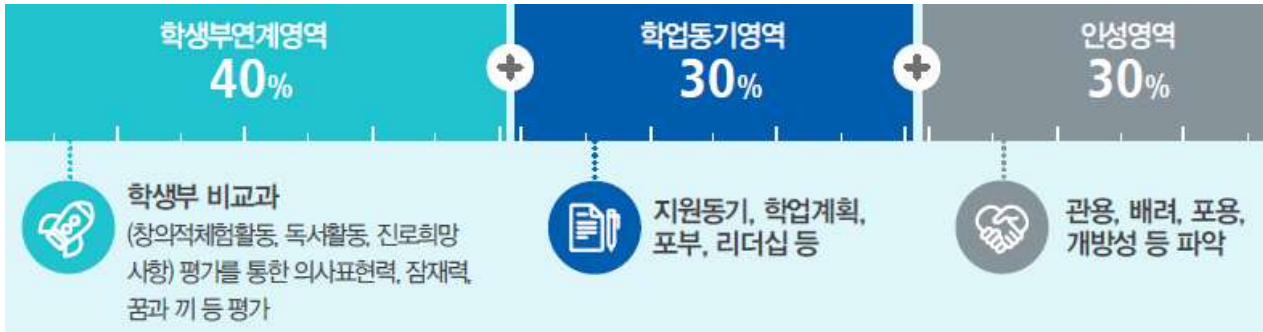 학생부연계영역
40%
학업동기영역
30%
인성영역
30%
학생부 비교과
(창의적체험활동, 독서활동, 진로희망
사항) 평가를 통한 의사표현력, 잠재력,
꿈과 끼 등 평가
지원동기, 학업계획,
포부, 리더십 등
관용, 배려, 포용,
개방성 등 파악